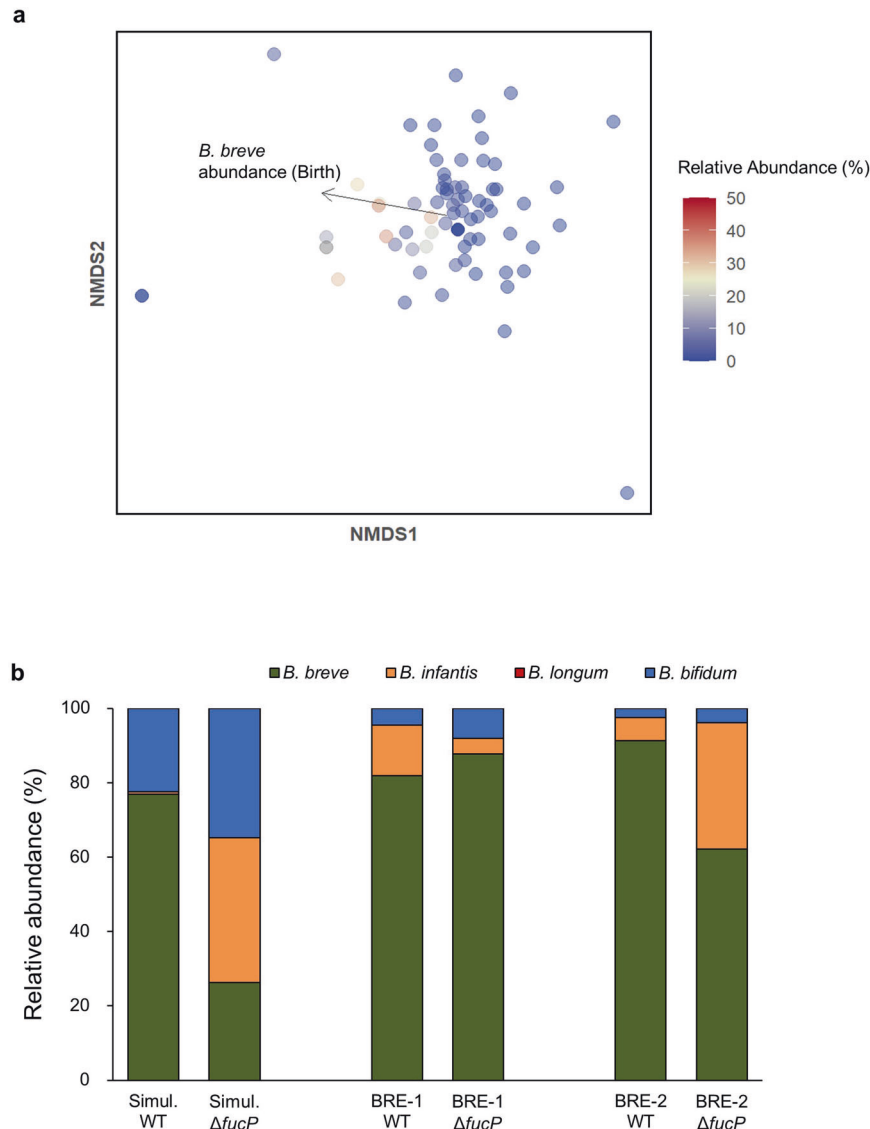 a
B. breve
abundance (Birth)
NMDS2
NMDS1
Relative Abundance (%)
50
40
30
20
10
0
b
B. breve B. infantis B. longum B. bifidum
Relative abundance (%)
100
80
60
40
20
0
Simul. Simul. BRE-1 BRE-1 BRE-2 BRE-2
WT ΔfucP WT ΔfucP WT ΔfucP